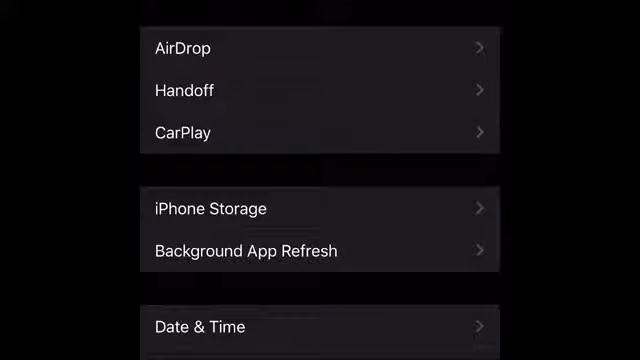 AirDrop
Handoff
CarPlay
iPhone Storage
Background App Refresh
Date & Time